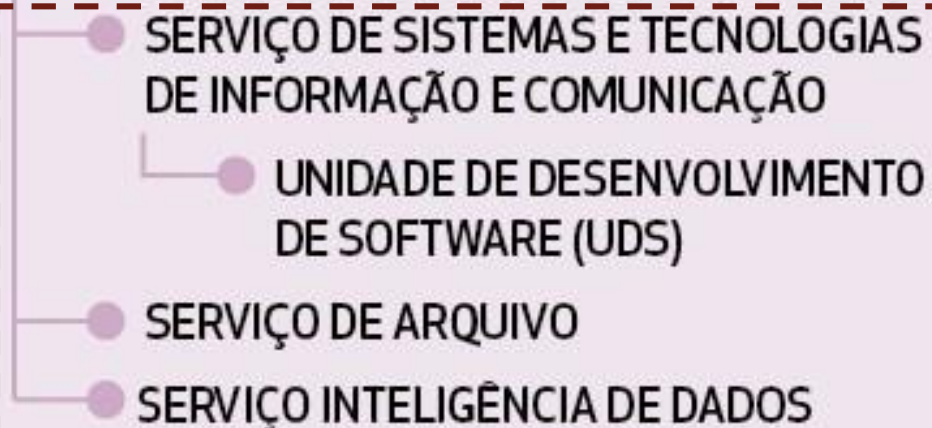 SERVIÇO DE SISTEMAS E TECNOLOGIAS
DE INFORMAÇÃO E COMUNICAÇÃO
UNIDADE DE DESENVOLVIMENTO
DE SOFTWARE (UDS)
SERVIÇO DE ARQUIVO
SERVIÇO INTELIGÊNCIA DE DADOS